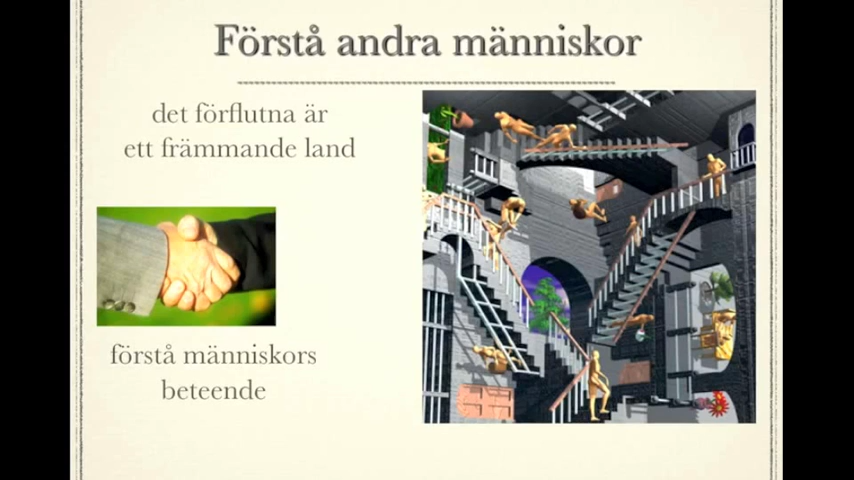 Förstå andra människor
det förflutna är
ett främmande land
förstå människors
beteende